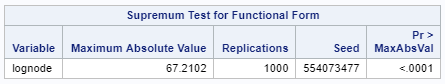 Supremum Test for Functional Form
Variable Maximum Absolute Value Replications Seed Pr > MaxAbsVal
lognode 67.2102 1000 554073477 <.0001